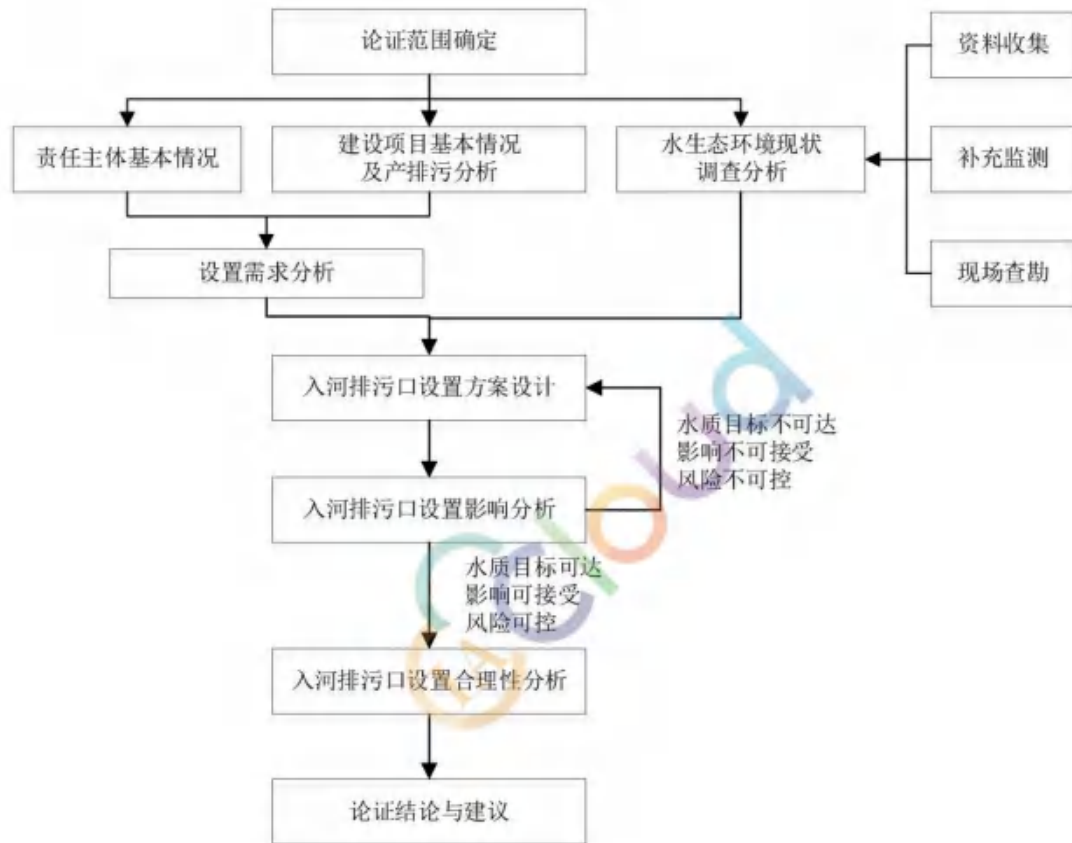 论证范围确定
资料收集
责任主体基本情况
建设项目基本情况
及产排污分析
水生态环境现状
调查分析
补充监测
设置需求分析
现场查勘
入河排污口设置方案设计
水质目标不可达
影响不可接受
风险不可控
入河排污口设置影响分析
水质目标可达
影响可接受
风险可控
入河排污口设置合理性分析
论证结论与建议
EIA
Cloud